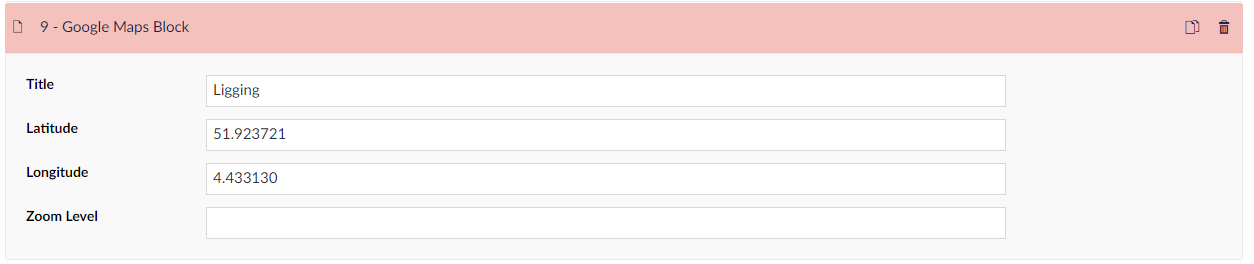 9 - Google Maps Block
Title
Ligging
Latitude
51.923721
Longitude
4.433130
Zoom Level